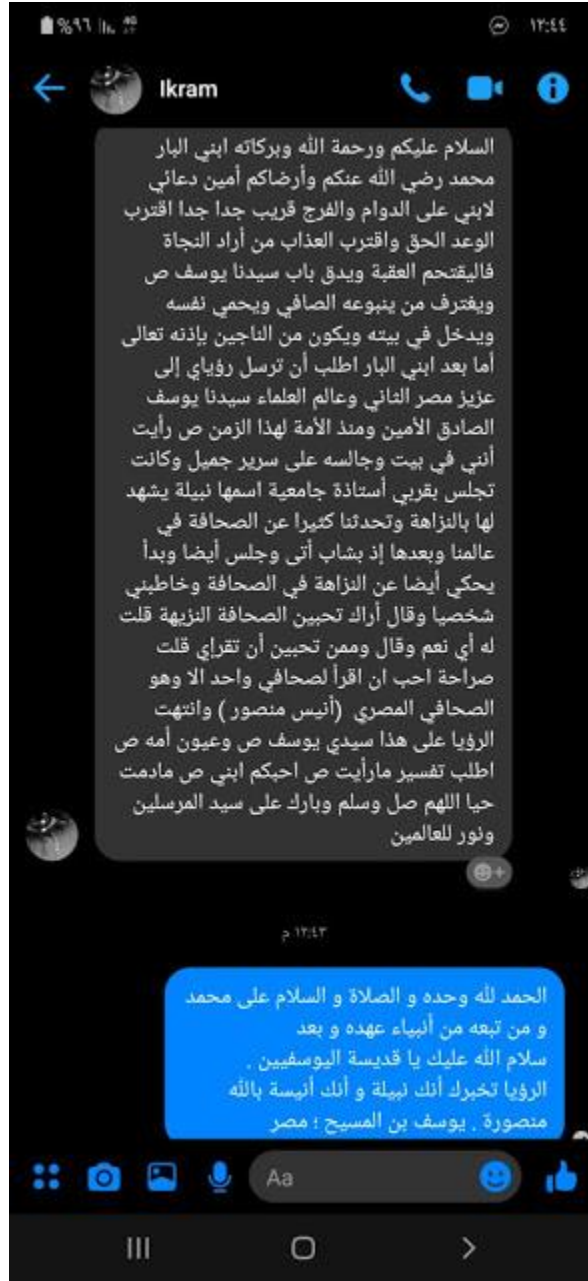 %٩٦
١٢:٤٤
Ikram
السلام عليكم ورحمة الله وبركاته ابني البار
محمد رضي الله عنكم وأرضاكم أمين دعائي
لابني على الدوام والفرج قريب جدا جدا اقترب
الوعد الحق واقترب العذاب من أراد النجاة
فاليقتحم العقبة ويدق باب سيدنا يوسف ص
ويغترف من ينبوعه الصافي ويحمي نفسه
ويدخل في بيته ويكون من الناجين بإذنه تعالى
أما بعد ابني البار اطلب أن ترسل رؤياي إلى
عزيز مصر الثاني وعالم العلماء سيدنا يوسف
الصادق الأمين ومنذ الأمة لهذا الزمن ص رأيت
أنني في بيت وجالسه على سرير جميل وكانت
تجلس بقربي أستاذة جامعية اسمها نبيلة يشهد
لها بالنزاهة وتحدثنا كثيرا عن الصحافة في
عالمنا وبعدها إذ بشاب أتى وجلس أيضا وبدأ
يحكي أيضا عن النزاهة في الصحافة وخاطبني
شخصيا وقال أراك تحبين الصحافة النزيهة قلت
له أي نعم وقال وممن تحبين أن تقراي قلت
صراحة احب ان اقرأ لصحافي واحد الا وهو
الصحافي المصري (أنيس منصور ) وانتهت
الرؤيا على هذا سيدي يوسف ص وعيون أمه ص
اطلب تفسير مارأيت ص احبكم ابني ص مادمت
حيا اللهم صل وسلم وبارك على سيد المرسلين
ونور للعالمين
١٢:٤٣ م
الحمد لله وحده و الصلاة و السلام على محمد
و من تبعه من أنبياء عهده و بعد
سلام الله عليك يا قديسة اليوسفيين .
الرؤيا تخبرك أنك نبيلة و أنك أنيسة بالله
منصورة . يوسف بن المسيح ؛ مصر
Aa